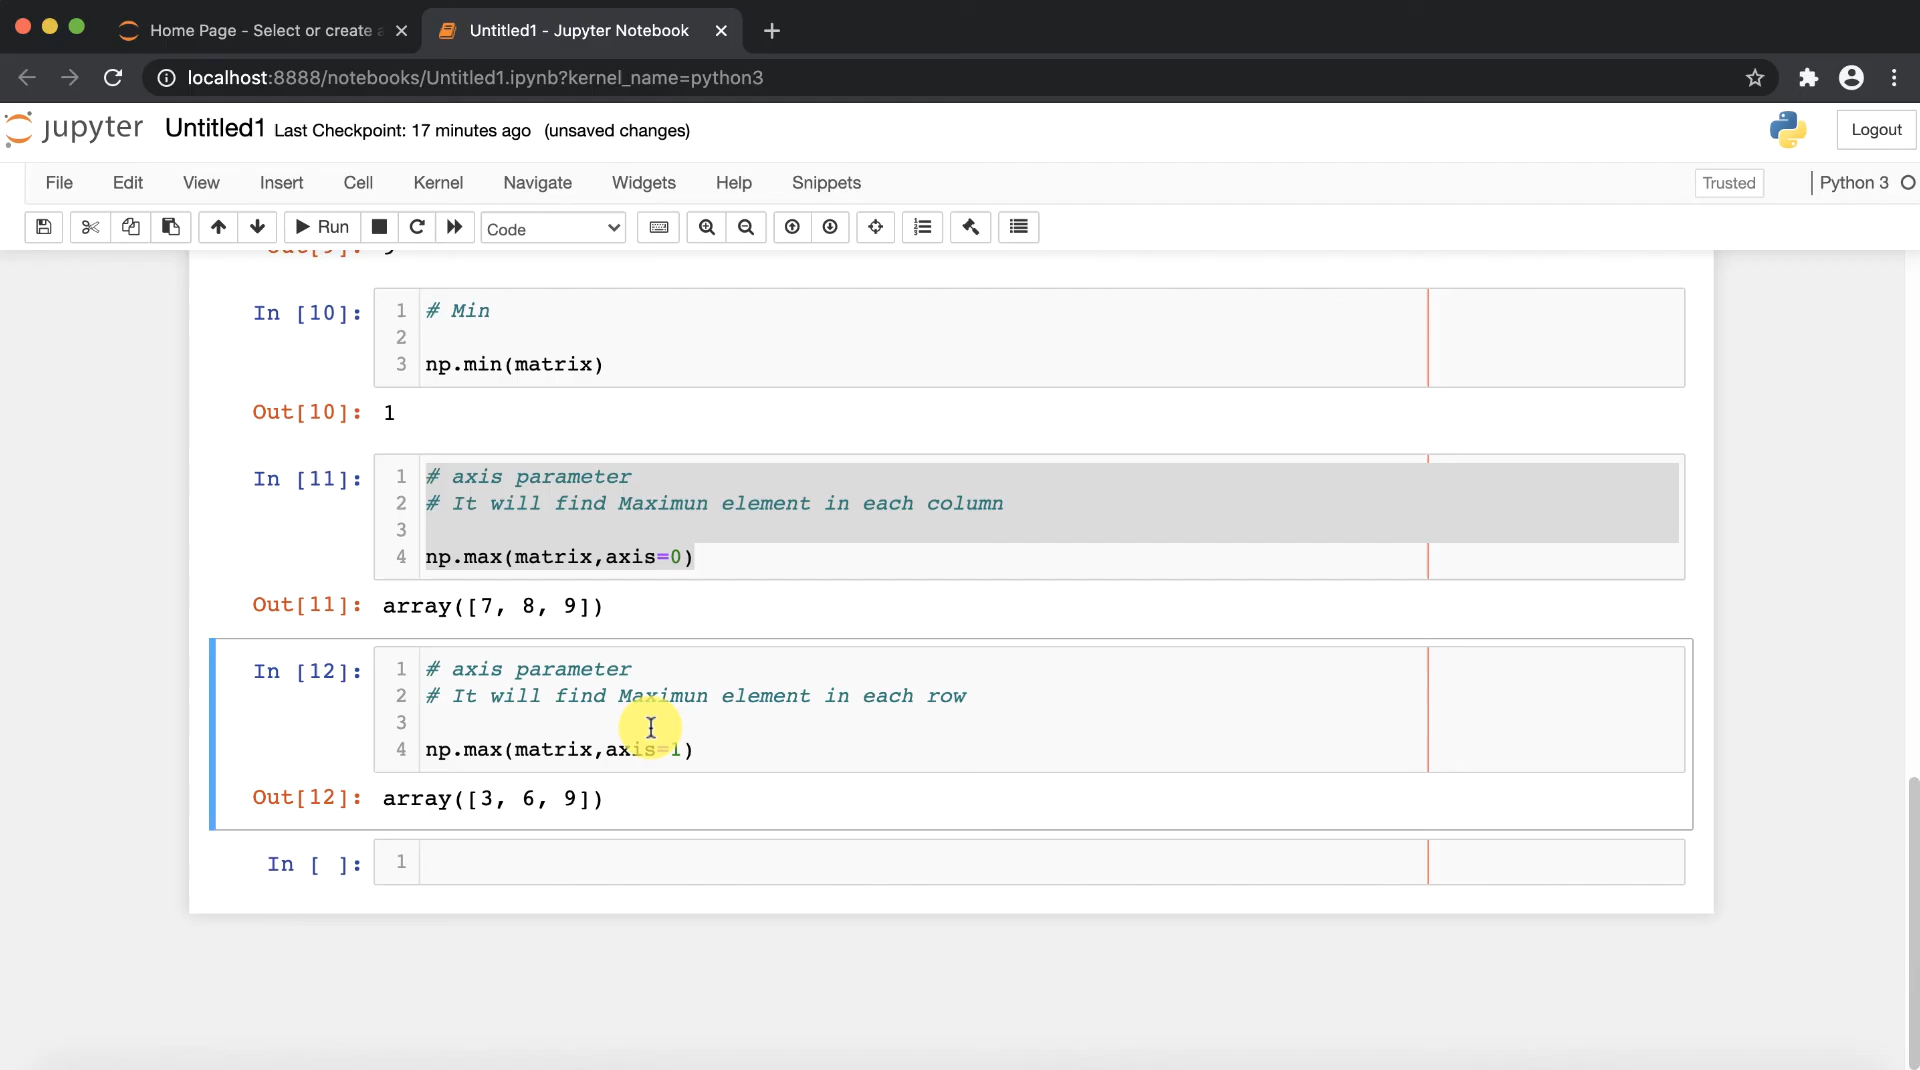 Home Page - Select or create a
Untitled1 - Jupyter Notebook
localhost:8888/notebooks/Untitled1.ipynb?kernel_name=python3
jupyter Untitled1 Last Checkpoint: 17 minutes ago (unsaved changes)
Logout
File Edit View Insert Cell Kernel Navigate Widgets Help Snippets
Trusted
Python 3
Run
Code
In [10]:
1 # Min
2
3 np.min(matrix)
Out[10]: 1
In [11]:
1 # axis parameter
2 # It will find Maximun element in each column
3
4 np.max(matrix,axis=0)
Out[11]: array([7, 8, 9])
In [12]:
1 # axis parameter
2 # It will find Maximun element in each row
3
4 np.max(matrix,axis=1)
Out[12]: array([3, 6, 9])
In [ ]: 1